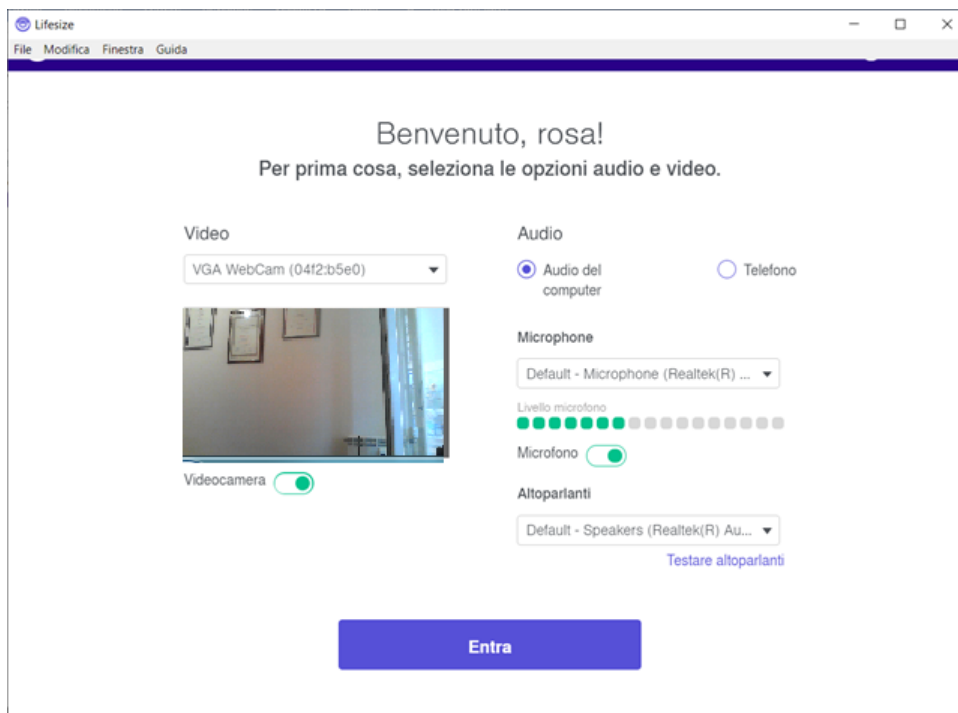 Lifesize
File Modifica Finestra Guida
Benvenuto, rosa!
Per prima cosa, seleziona le opzioni audio e video.
Video
VGA WebCam (04f2:b5e0)
Videocamera
Audio
Audio del
computer
Telefono
Microphone
Default - Microphone (Realtek(R) ...
Livello microfono
Microfono
Altoparlanti
Default - Speakers (Realtek(R) Au...
Testare altoparlanti
Entra